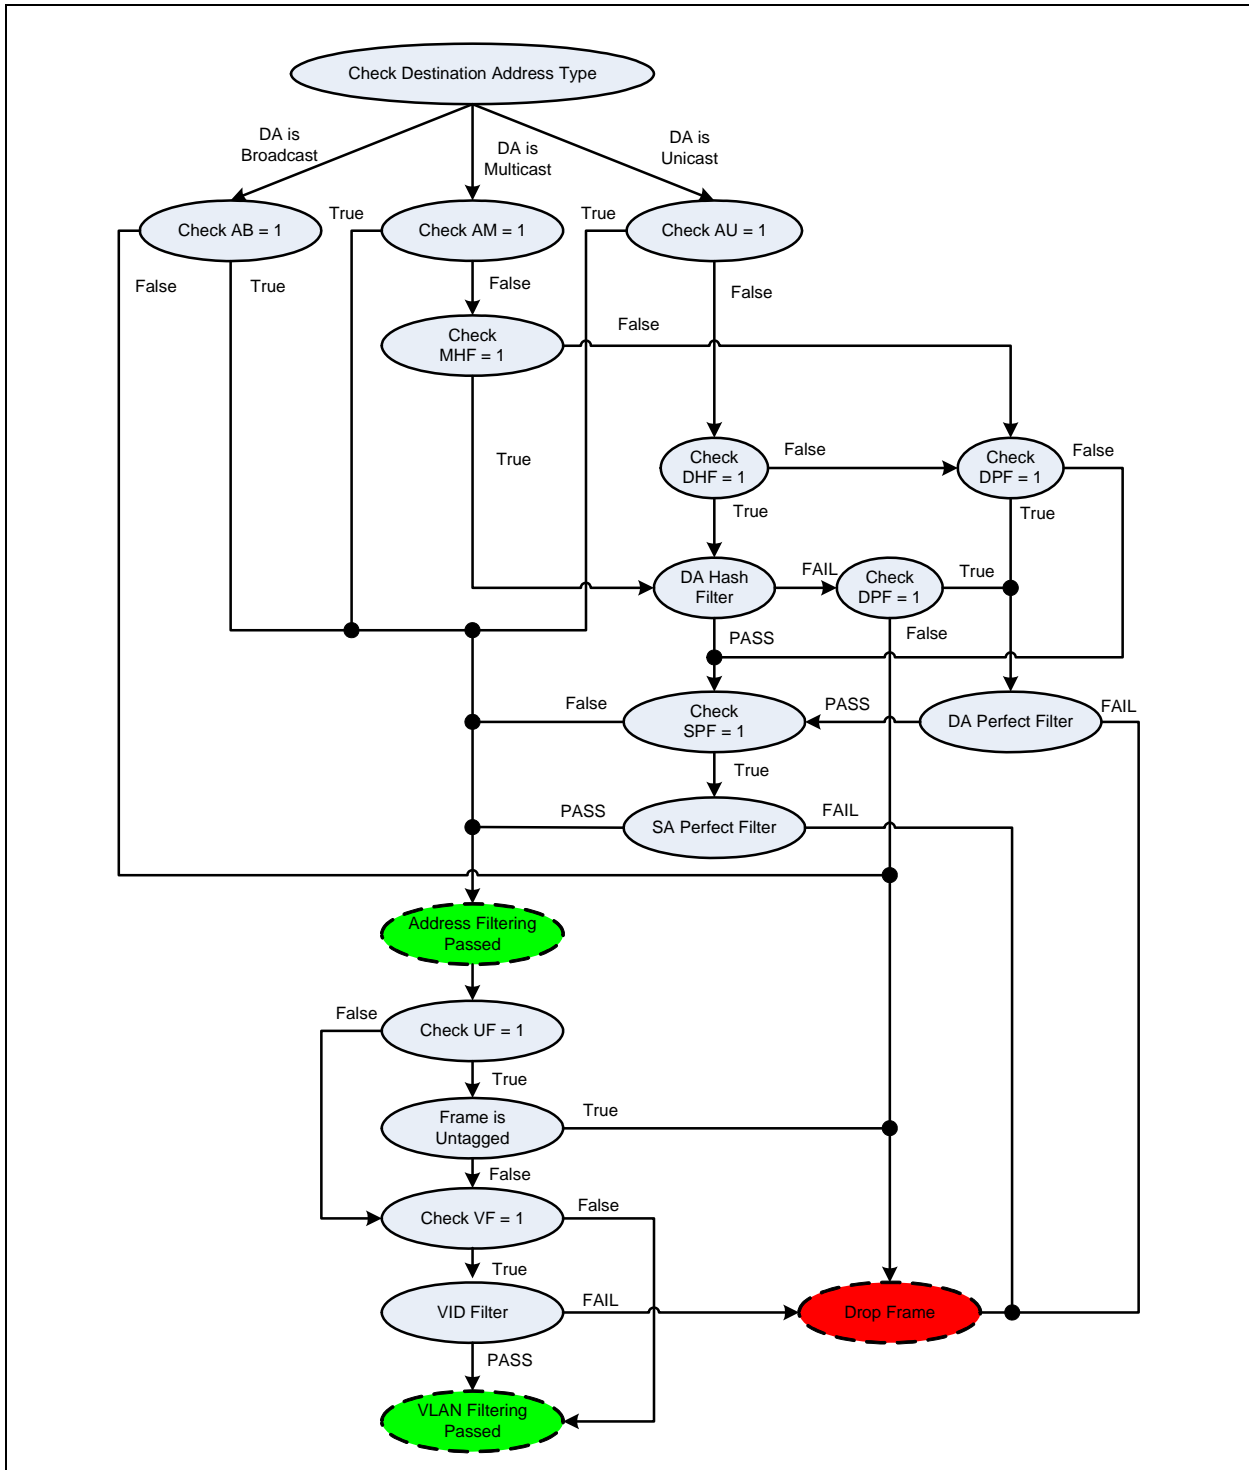 Check Destination Address Type
DA is
Broadcast
DA is
Multicast
DA is
Unicast
Check AB = 1
True
Check AM = 1
True
Check AU = 1
False
True
False
False
Check
MHF = 1
False
True
Check
DHF = 1
False
Check
DPF = 1
False
True
True
DA Hash
Filter
FAIL
Check
DPF = 1
True
PASS
False
False
Check
SPF = 1
PASS
DA Perfect Filter
FAIL
True
PASS
SA Perfect Filter
FAIL
Address Filtering
Passed
False
Check UF = 1
True
Frame is
Untagged
True
False
Check VF = 1
False
True
VID Filter
FAIL
Drop Frame
PASS
VLAN Filtering
Passed